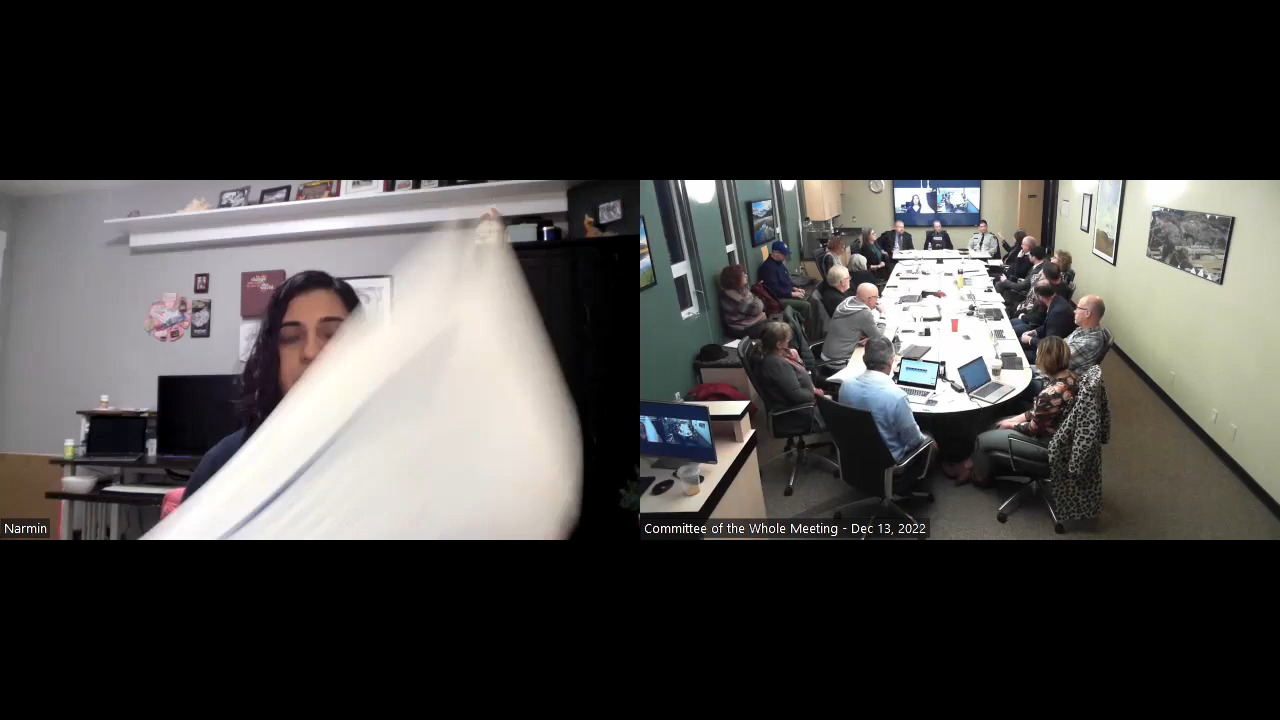 Narmin
Committee of the Whole Meeting - Dec 13, 2022